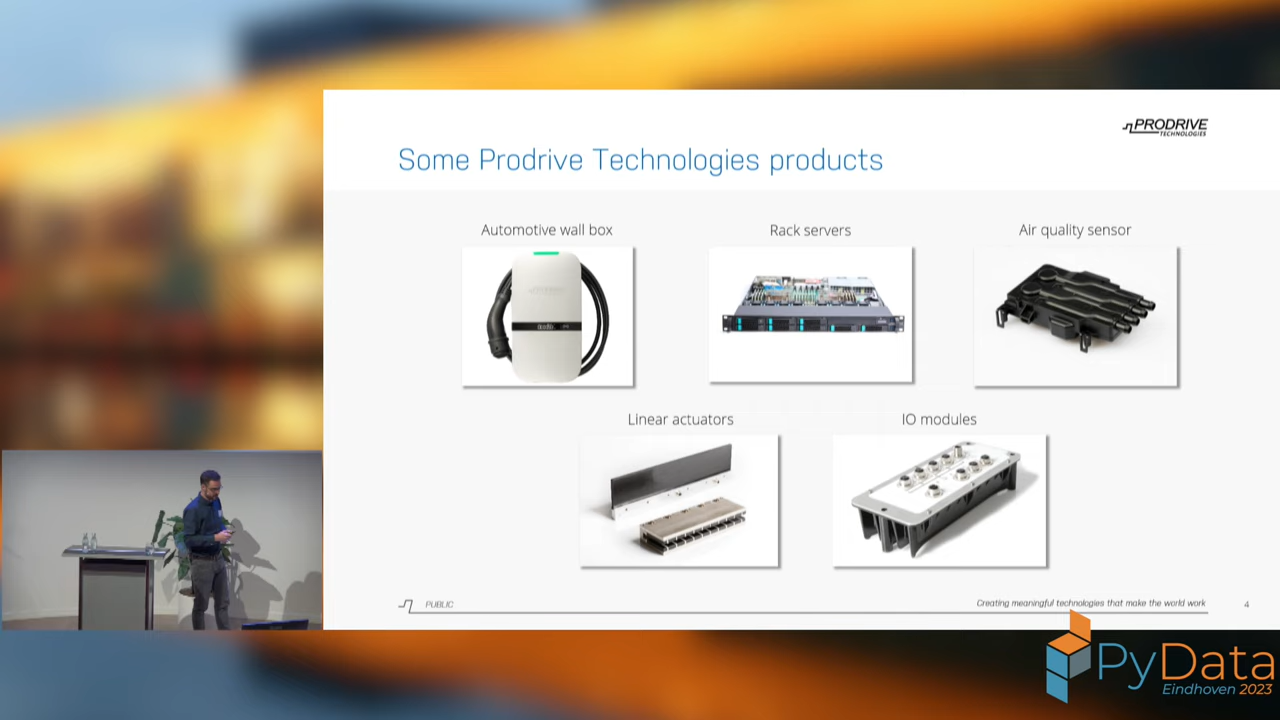 PRODRIVE
TECHNOLOGIES
Some Prodrive Technologies products
Automotive wall box
Rack servers
Air quality sensor
Linear actuators
IO modules
PUBLIC
Creating meaningful technologies that make the world work
4
PyData
Eindhoven 2023